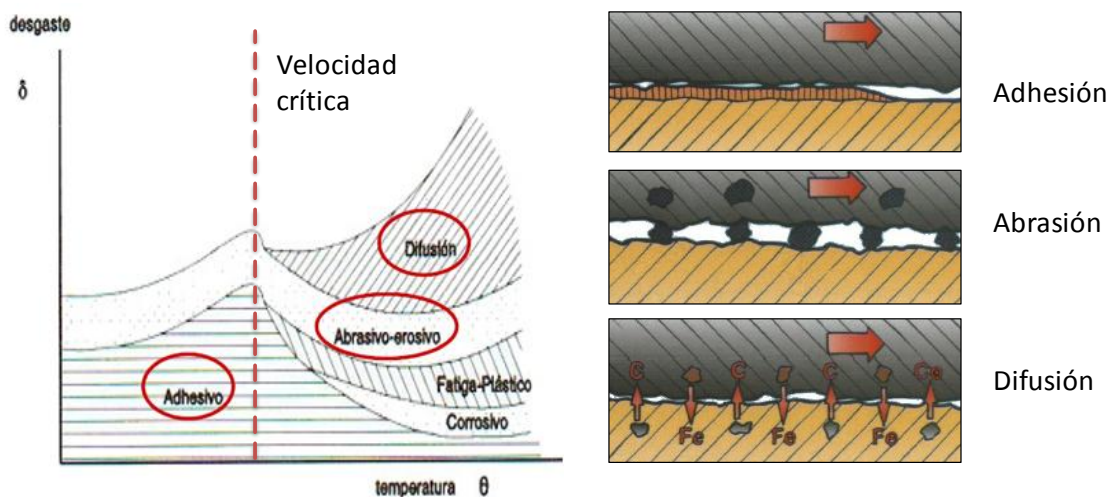 desgaste
δ
Velocidad
crítica
Difusión
Abrasivo-erosivo
Fatiga-Plástico
Adhesivo
Corrosivo
temperatura θ
Adhesión
Abrasión
C C C Co
Fe Fe Fe
Difusión